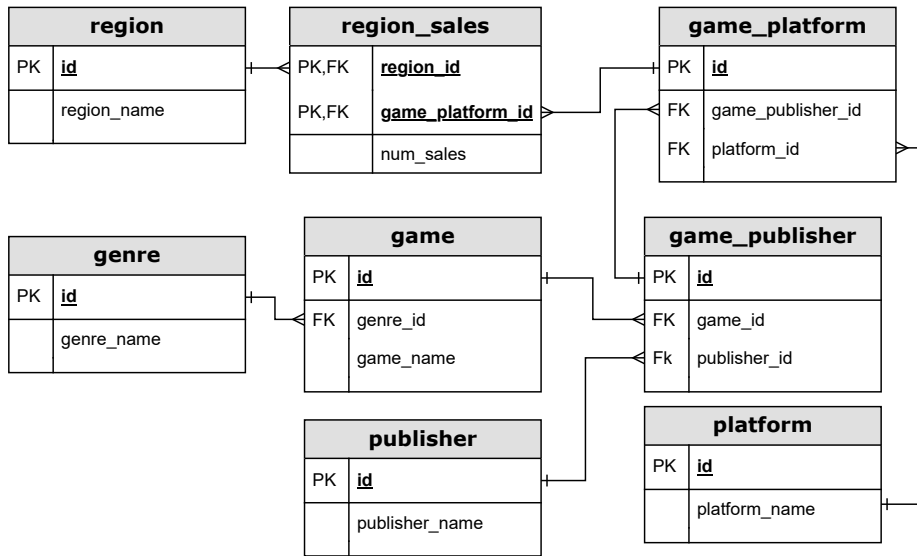 region
PK id
region_name
region_sales
PK,FK region_id
PK,FK game_platform_id
num_sales
game_platform
PK id
FK game_publisher_id
FK platform_id
genre
PK id
genre_name
game
PK id
FK genre_id
game_name
game_publisher
PK id
FK game_id
Fk publisher_id
publisher
PK id
publisher_name
platform
PK id
platform_name